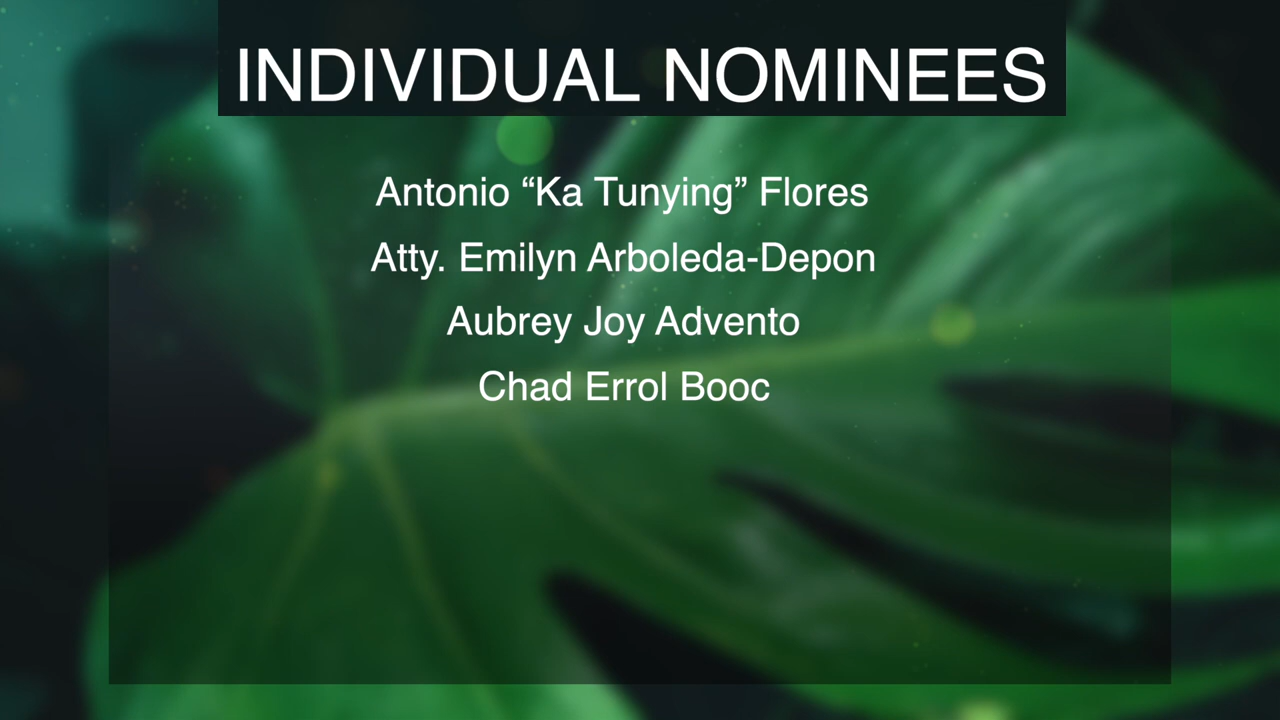 INDIVIDUAL NOMINEES
Antonio “Ka Tunying” Flores
Atty. Emilyn Arboleda-Depon
Aubrey Joy Advento
Chad Errol Booc